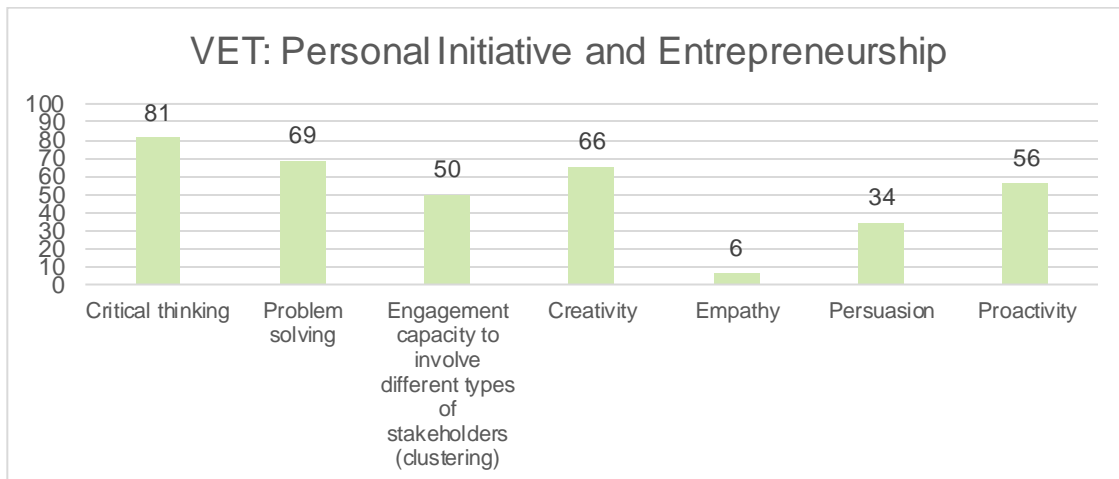 VET: Personal Initiative and Entrepreneurship
100
90
80
70
60
50
40
30
20
10
0
81
69
50
66
6
34
56
Critical thinking
Problem
solving
Engagement
capacity to
involve
different types
of
stakeholders
(clustering)
Creativity
Empathy
Persuasion
Proactivity